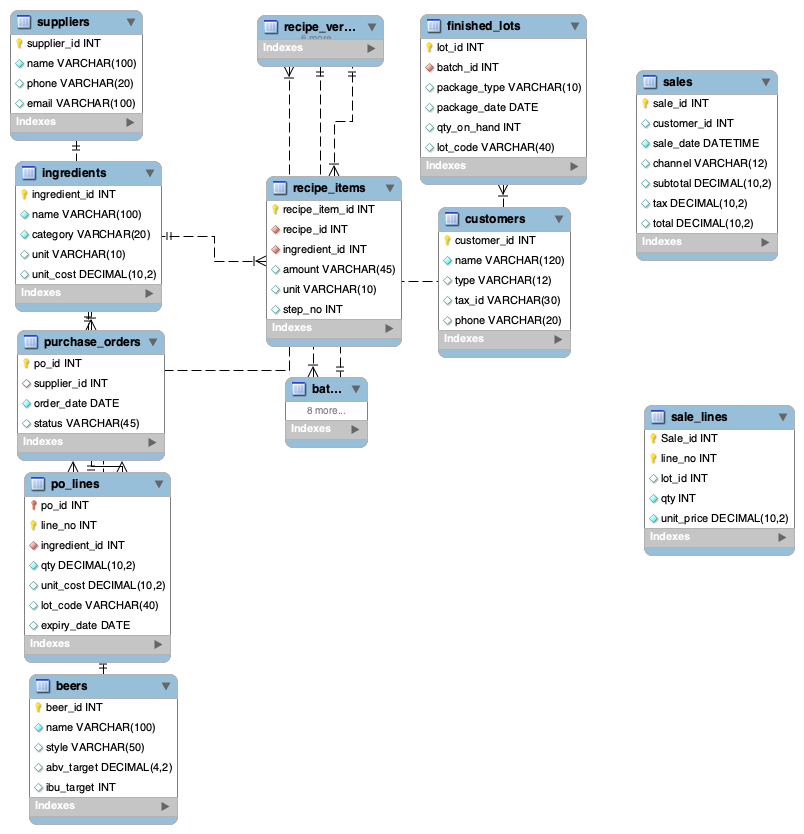 suppliers
supplier_id INT
name VARCHAR(100)
phone VARCHAR(20)
email VARCHAR(100)
Indexes
ingredients
ingredient_id INT
name VARCHAR(100)
category VARCHAR(20)
unit VARCHAR(10)
unit_cost DECIMAL(10,2)
Indexes
purchase_orders
po_id INT
supplier_id INT
order_date DATE
status VARCHAR(45)
Indexes
po_lines
po_id INT
line_no INT
ingredient_id INT
qty DECIMAL(10,2)
unit_cost DECIMAL(10,2)
lot_code VARCHAR(40)
expiry_date DATE
Indexes
beers
beer_id INT
name VARCHAR(100)
style VARCHAR(50)
abv_target DECIMAL(4,2)
ibu_target INT
Indexes
recipe_ver...
6 more...
Indexes
recipe_items
recipe_item_id INT
recipe_id INT
ingredient_id INT
amount VARCHAR(45)
unit VARCHAR(10)
step_no INT
Indexes
bat...
8 more...
Indexes
finished_lots
lot_id INT
batch_id INT
package_type VARCHAR(10)
package_date DATE
qty_on_hand INT
lot_code VARCHAR(40)
Indexes
customers
customer_id INT
name VARCHAR(120)
type VARCHAR(12)
tax_id VARCHAR(30)
phone VARCHAR(20)
Indexes
sales
sale_id INT
customer_id INT
sale_date DATETIME
channel VARCHAR(12)
subtotal DECIMAL(10,2)
tax DECIMAL(10,2)
total DECIMAL(10,2)
Indexes
sale_lines
Sale_id INT
line_no INT
lot_id INT
qty INT
unit_price DECIMAL(10,2)
Indexes